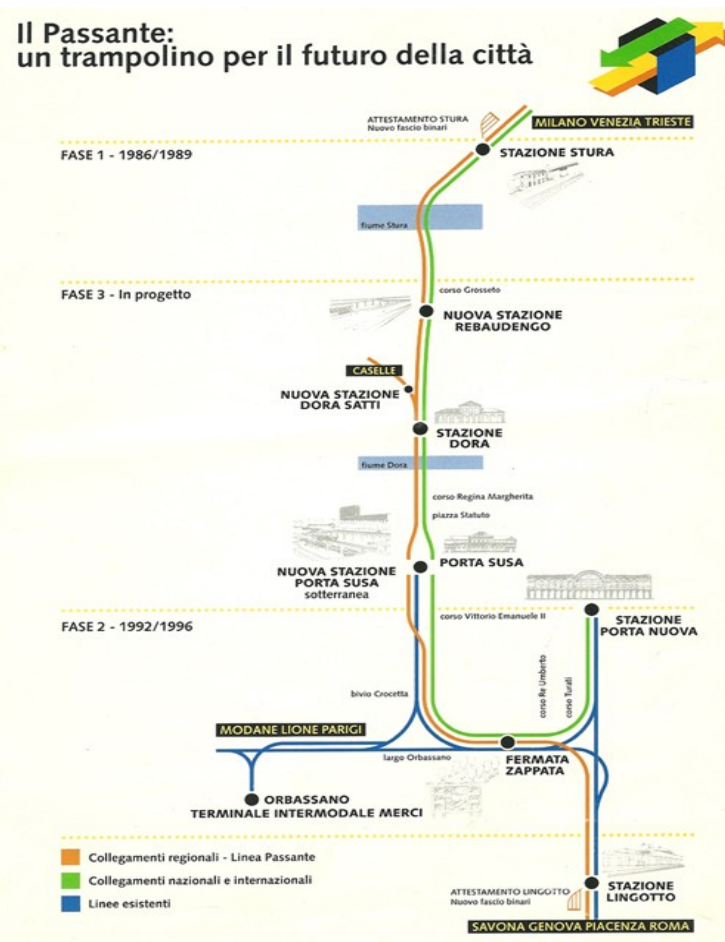 Il Passante:
un trampolino per il futuro della città
ATTESTAMENTO STURA
Nuovo fascio binari
MILANO VENEZIA TRIESTE
FASE 1 - 1986/1989
STAZIONE STURA
fiume Stura
FASE 3 - In progetto
corso Grosseto
NUOVA STAZIONE
REBAUDENGO
CASELLE
NUOVA STAZIONE
DORA SATTI
STAZIONE
DORA
fiume Dora
corso Regina Margherita
piazza Statuto
PORTA SUSA
NUOVA STAZIONE
PORTA SUSA
sotterranea
FASE 2 - 1992/1996
corso Vittorio Emanuele II
STAZIONE
PORTA NUOVA
corso Re Umberto
corso Turati
bivio Crocetta
MODANE LIONE PARIGI
largo Orbassano
FERMATA
ZAPPATA
ORBASSANO
TERMINALE INTERMODALE MERCI
Collegamenti regionali - Linea Passante
Collegamenti nazionali e internazionali
Linee esistenti
ATTESTAMENTO LINGOTTO
Nuovo fascio binari
STAZIONE
LINGOTTO
SAVONA GENOVA PIACENZA ROMA